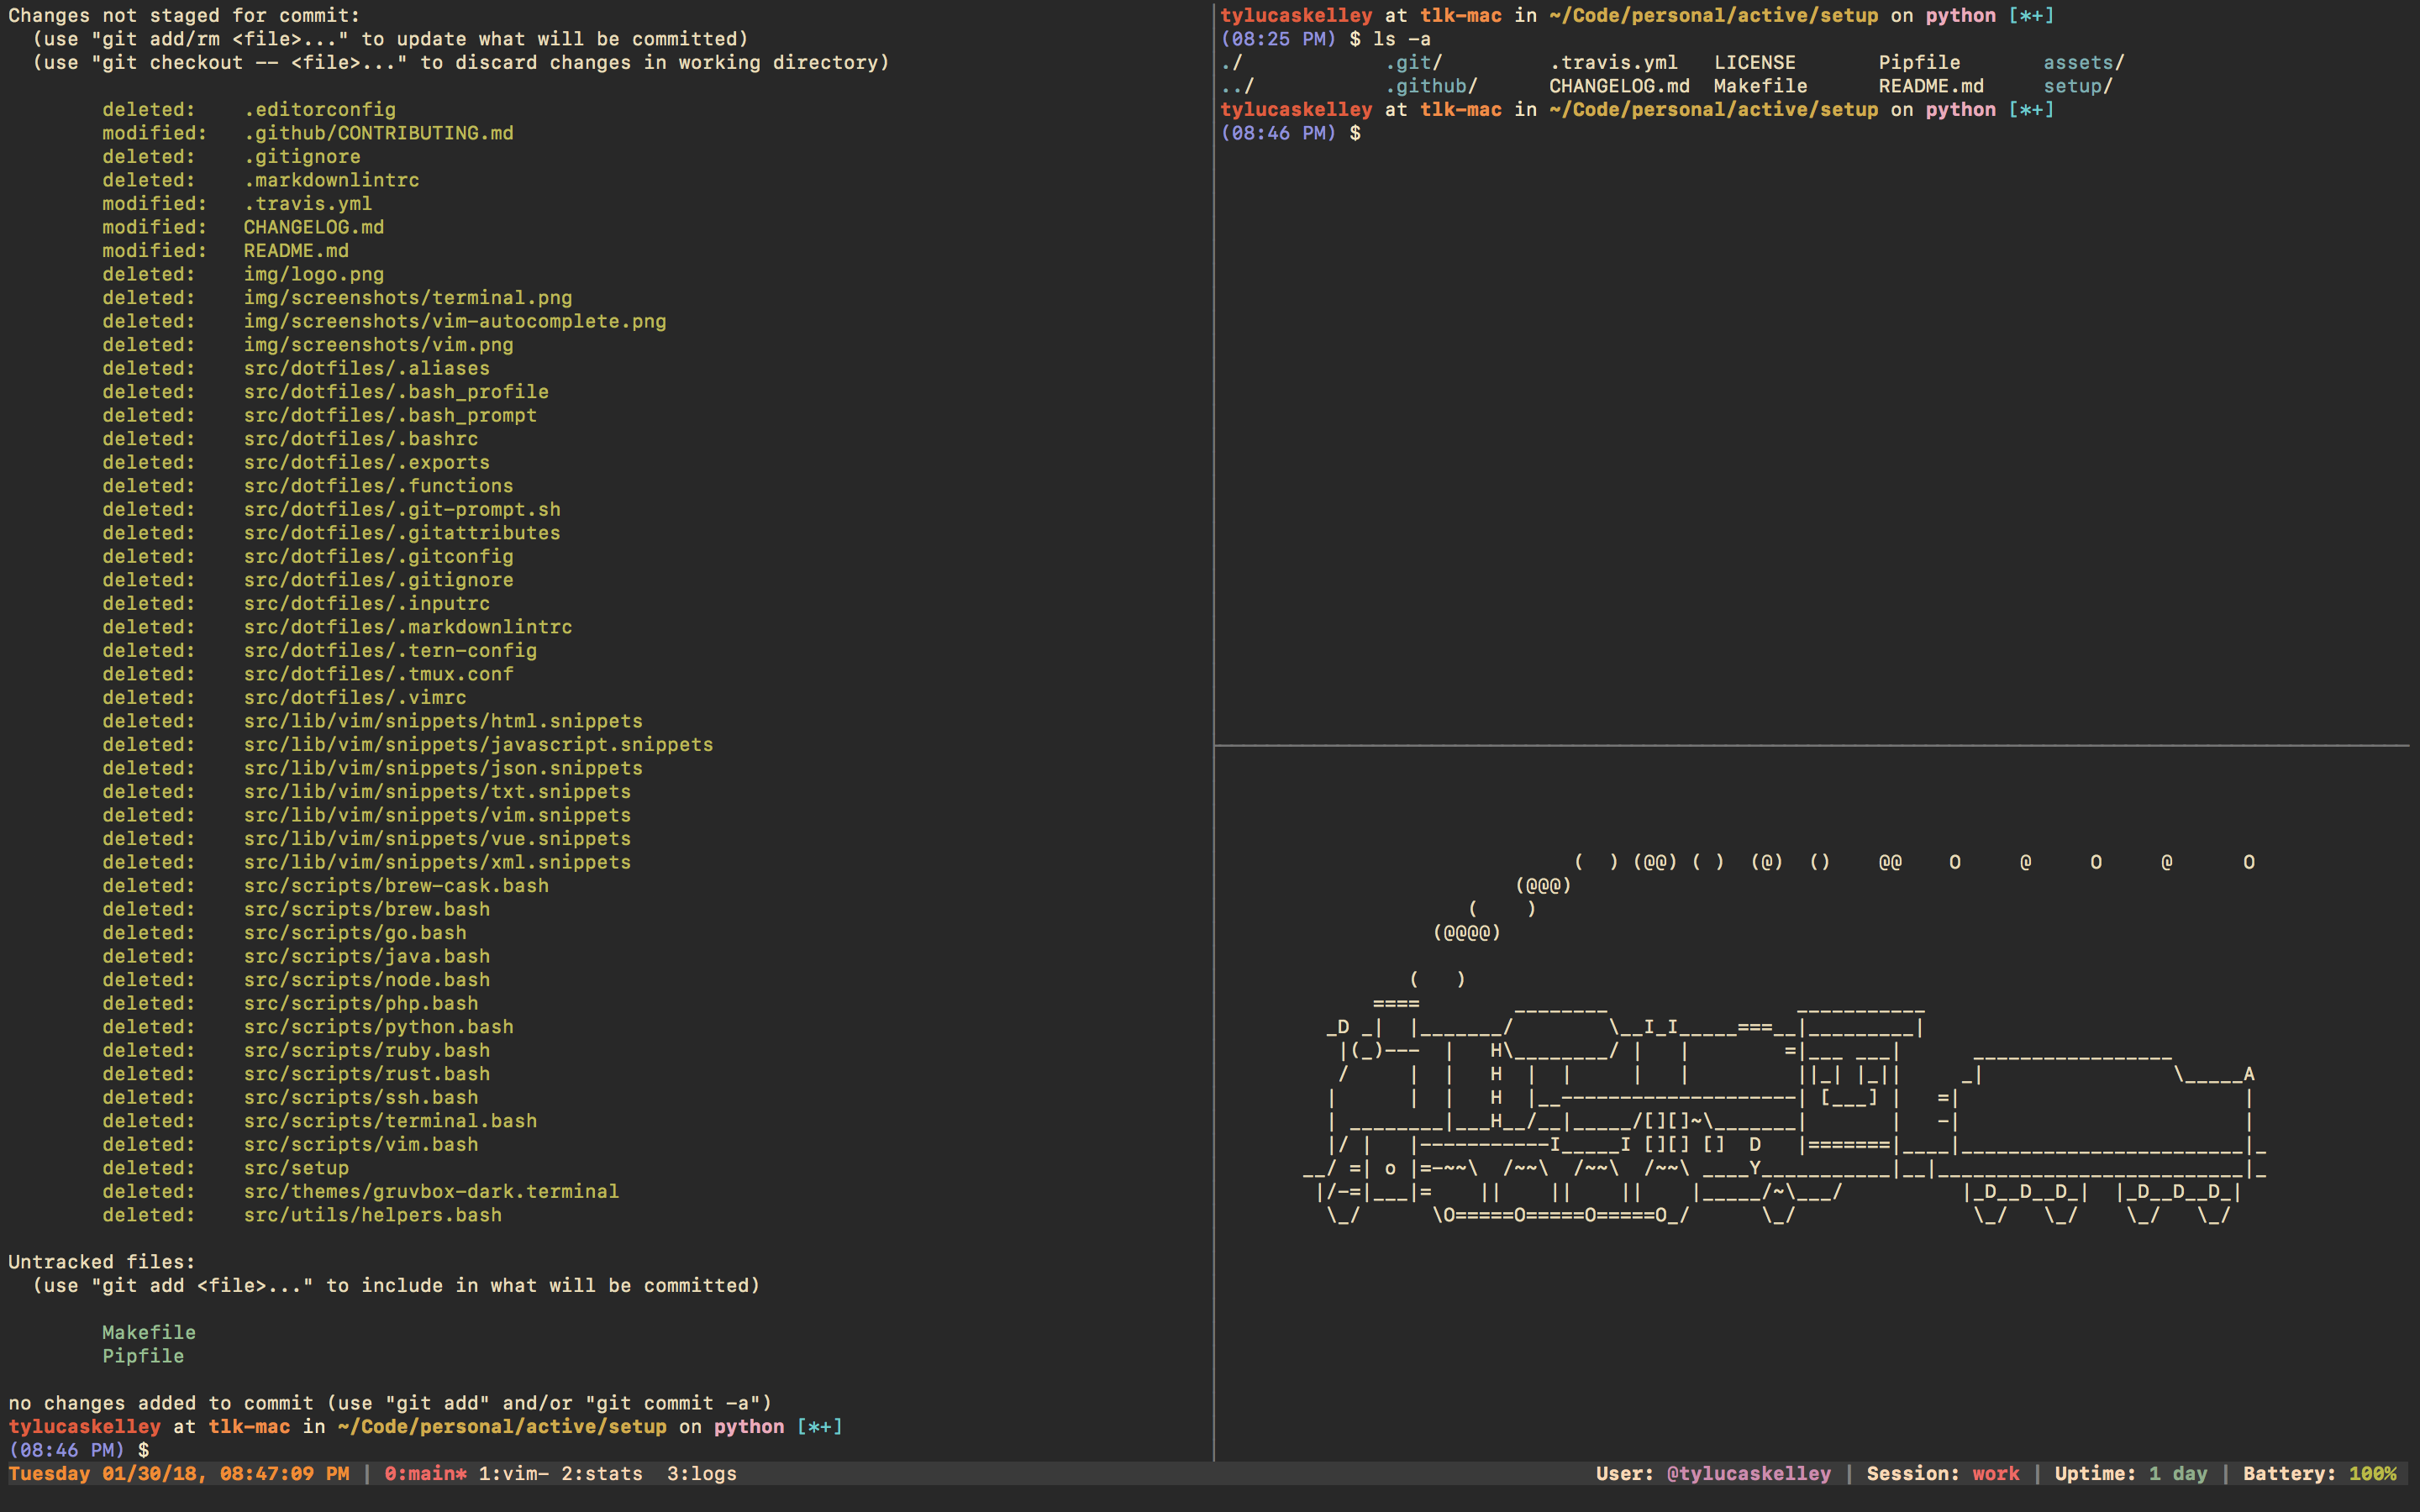 Changes not staged for commit:
  (use "git add/rm <file>..." to update what will be committed)
  (use "git checkout -- <file>..." to discard changes in working directory)

        deleted:    .editorconfig
        modified:   .github/CONTRIBUTING.md
        deleted:    .gitignore
        deleted:    .markdownlintrc
        modified:   .travis.yml
        modified:   CHANGELOG.md
        modified:   README.md
        deleted:    img/logo.png
        deleted:    img/screenshots/terminal.png
        deleted:    img/screenshots/vim-autocomplete.png
        deleted:    img/screenshots/vim.png
        deleted:    src/dotfiles/.aliases
        deleted:    src/dotfiles/.bash_profile
        deleted:    src/dotfiles/.bash_prompt
        deleted:    src/dotfiles/.bashrc
        deleted:    src/dotfiles/.exports
        deleted:    src/dotfiles/.functions
        deleted:    src/dotfiles/.git-prompt.sh
        deleted:    src/dotfiles/.gitattributes
        deleted:    src/dotfiles/.gitconfig
        deleted:    src/dotfiles/.gitignore
        deleted:    src/dotfiles/.inputrc
        deleted:    src/dotfiles/.markdownlintrc
        deleted:    src/dotfiles/.tern-config
        deleted:    src/dotfiles/.tmux.conf
        deleted:    src/dotfiles/.vimrc
        deleted:    src/lib/vim/snippets/html.snippets
        deleted:    src/lib/vim/snippets/javascript.snippets
        deleted:    src/lib/vim/snippets/json.snippets
        deleted:    src/lib/vim/snippets/txt.snippets
        deleted:    src/lib/vim/snippets/vim.snippets
        deleted:    src/lib/vim/snippets/vue.snippets
        deleted:    src/lib/vim/snippets/xml.snippets
        deleted:    src/scripts/brew-cask.bash
        deleted:    src/scripts/brew.bash
        deleted:    src/scripts/go.bash
        deleted:    src/scripts/java.bash
        deleted:    src/scripts/node.bash
        deleted:    src/scripts/php.bash
        deleted:    src/scripts/python.bash
        deleted:    src/scripts/ruby.bash
        deleted:    src/scripts/rust.bash
        deleted:    src/scripts/ssh.bash
        deleted:    src/scripts/terminal.bash
        deleted:    src/scripts/vim.bash
        deleted:    src/setup
        deleted:    src/themes/gruvbox-dark.terminal
        deleted:    src/utils/helpers.bash

Untracked files:
  (use "git add <file>..." to include in what will be committed)

        Makefile
        Pipfile

no changes added to commit (use "git add" and/or "git commit -a")
tylucaskelley at tlk-mac in ~/Code/personal/active/setup on python [*+]
(08:46 PM) $
tylucaskelley at tlk-mac in ~/Code/personal/active/setup on python [*+]
(08:25 PM) $ ls -a
./            .git/         .travis.yml   LICENSE       Pipfile       assets/
../           .github/      CHANGELOG.md  Makefile      README.md     setup/
tylucaskelley at tlk-mac in ~/Code/personal/active/setup on python [*+]
(08:46 PM) $
Tuesday 01/30/18, 08:47:09 PM | 0:main* 1:vim- 2:stats  3:logs
User: @tylucaskelley | Session: work | Uptime: 1 day | Battery: 100%